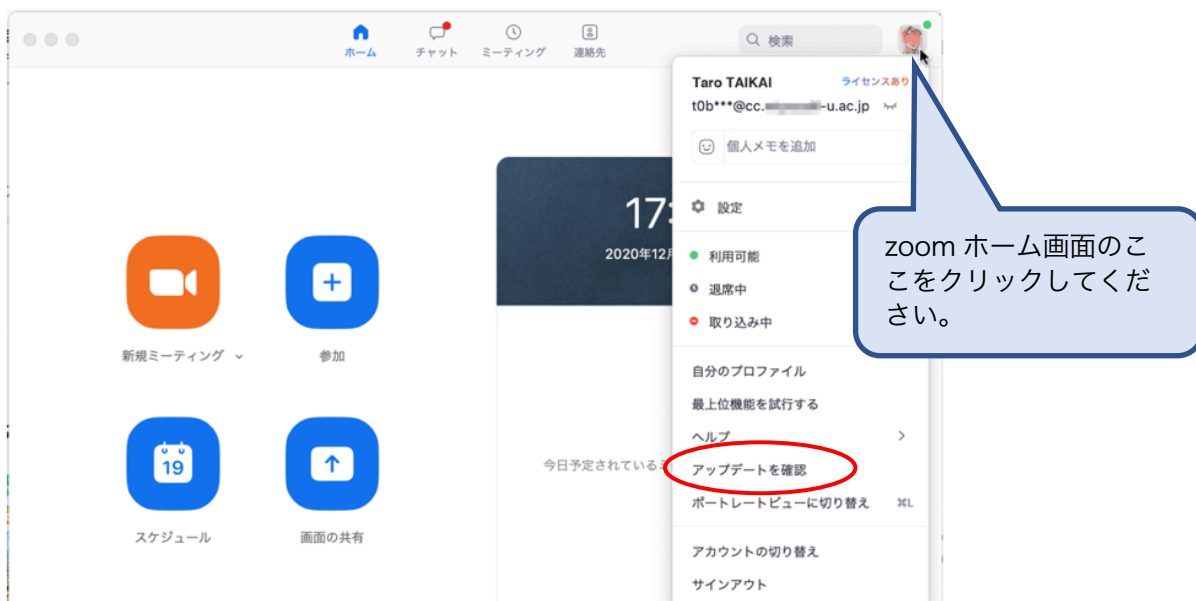 ホーム
チャット
ミーティング
連絡先
検索
Taro TAIKAI
ライセンスあり
t0b***@cc. -u.ac.jp
個人メモを追加
設定
利用可能
退席中
取り込み中
自分のプロファイル
最上位機能を試行する
ヘルプ
アップデートを確認
ポートレートビューに切り替え ⌘L
アカウントの切り替え
サインアウト
17:
2020年12月
今日予定されている
新規ミーティング
参加
19
スケジュール
画面の共有
zoom ホーム画面のこ
こをクリックしてくだ
さい。